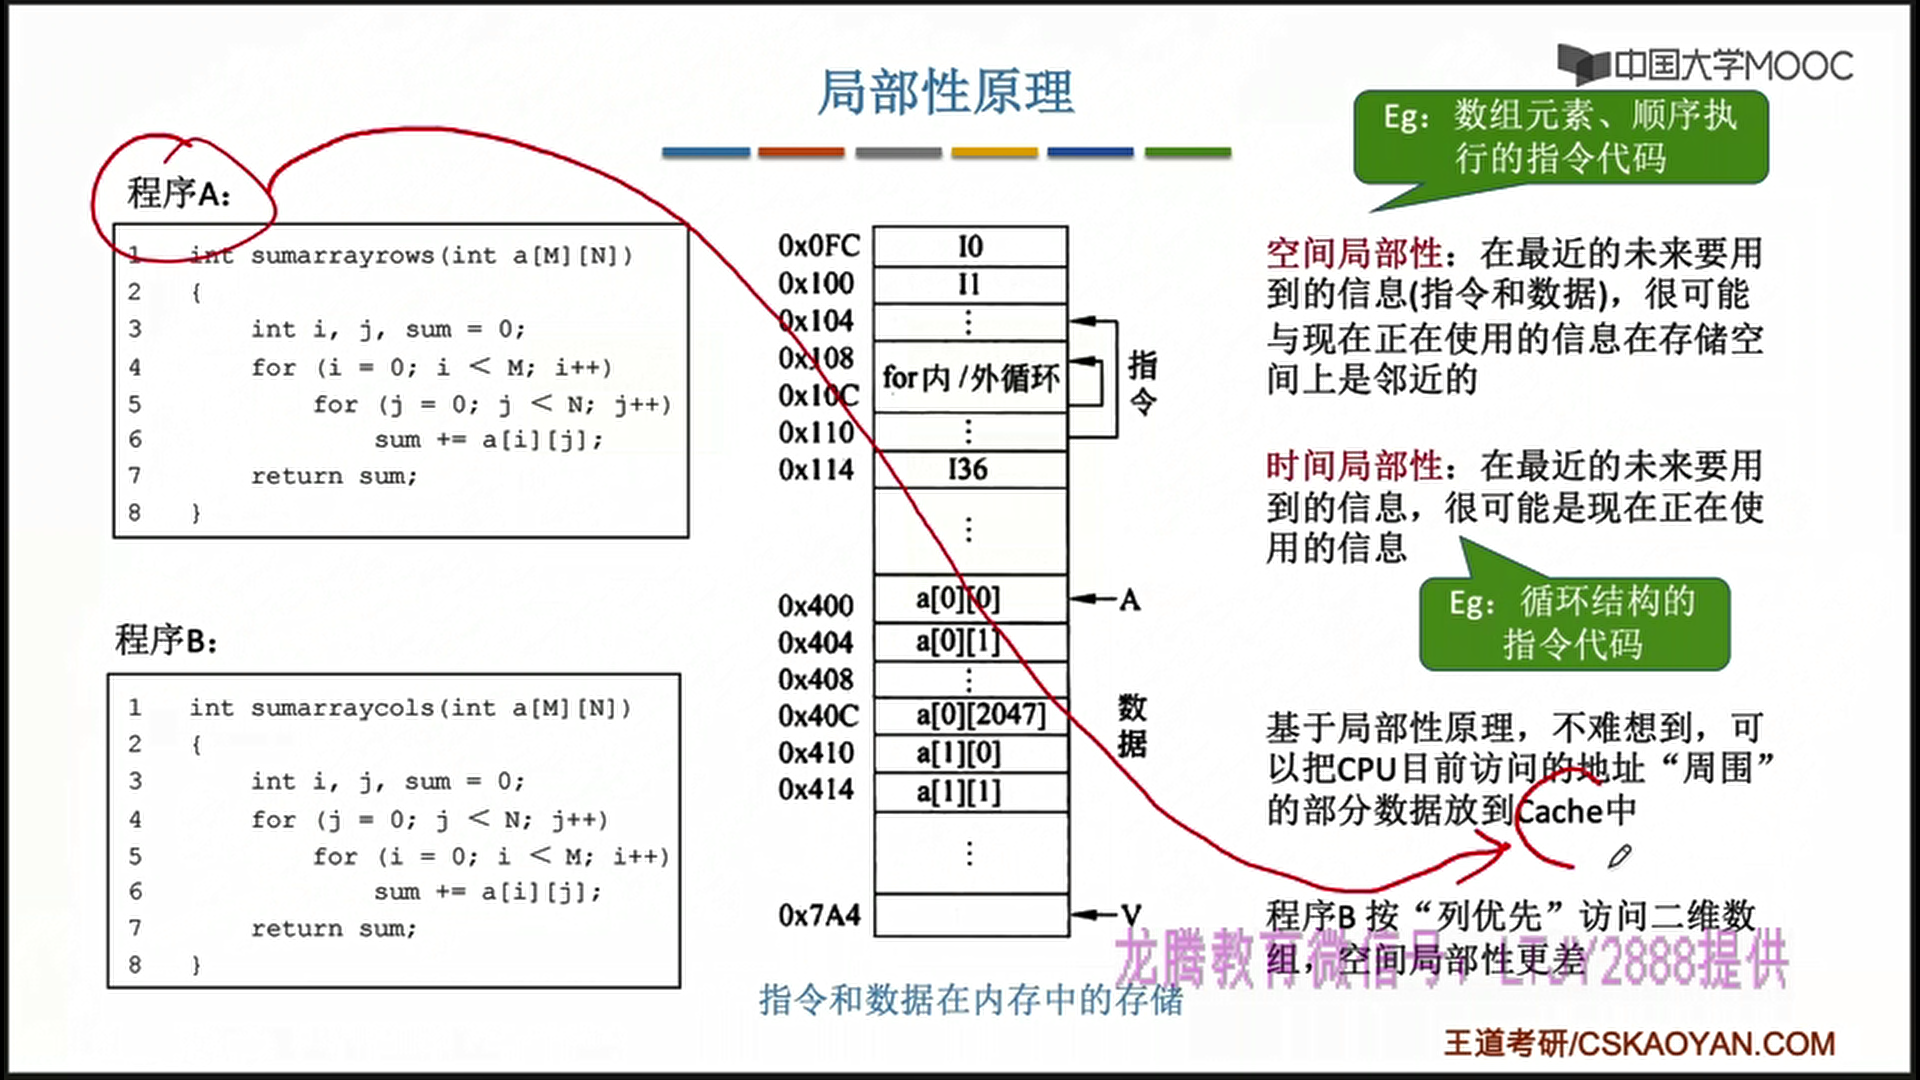 中国大学MOOC
局部性原理
Eg：数组元素、顺序执
行的指令代码
程序A：
1 int sumarrayrows(int a[M][N])
2 {
3 int i, j, sum = 0;
4 for (i = 0; i < M; i++)
5 for (j = 0; j < N; j++)
6 sum += a[i][j];
7 return sum;
8 }
程序B：
1 int sumarraycols(int a[M][N])
2 {
3 int i, j, sum = 0;
4 for (j = 0; j < N; j++)
5 for (i = 0; i < M; i++)
6 sum += a[i][j];
7 return sum;
8 }
0x0FC I0
0x100 I1
0x104 ⋮
0x108
for内/外循环
0x10C
0x110 ⋮
0x114 I36
⋮
指
令
0x400 a[0][0] A
0x404 a[0][1]
0x408 ⋮
0x40C a[0][2047]
0x410 a[1][0]
0x414 a[1][1]
⋮
0x7A4 V
数
据
指令和数据在内存中的存储
空间局部性：在最近的未来要用
到的信息(指令和数据)，很可能
与现在正在使用的信息在存储空
间上是邻近的
时间局部性：在最近的未来要用
到的信息，很可能是现在正在使
用的信息
Eg：循环结构的
指令代码
基于局部性原理，不难想到，可
以把CPU目前访问的地址“周围”
的部分数据放到Cache中
程序B 按“列优先”访问二维数
组，空间局部性更差
龙腾教育微信号：LTJY2888提供
王道考研/CSKAOYAN.COM